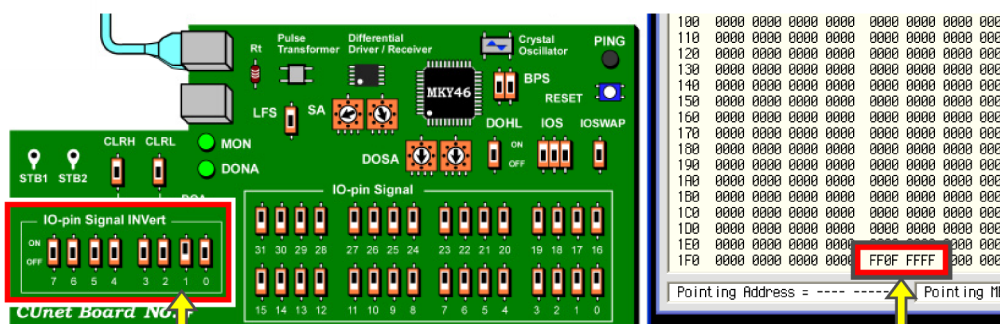 Pulse
Transformer
Differential
Driver / Receiver
Crystal
Oscillator
PING
Rt
MKY46
BPS
RESET
LFS
SA
DOHL
IOS
IOSWAP
CLRH
CLRL
MON
DONA
STB1
STB2
DOSA
ON
OFF
IO-pin Signal INVert
ON
OFF
7 6 5 4 3 2 1 0
IO-pin Signal
31 30 29 28 27 26 25 24 23 22 21 20 19 18 17 16
15 14 13 12 11 10 9 8 7 6 5 4 3 2 1 0
CUnet Board
100 0000 0000 0000 0000 0000 0000 0000
110 0000 0000 0000 0000 0000 0000 0000
120 0000 0000 0000 0000 0000 0000 0000
130 0000 0000 0000 0000 0000 0000 0000
140 0000 0000 0000 0000 0000 0000 0000
150 0000 0000 0000 0000 0000 0000 0000
160 0000 0000 0000 0000 0000 0000 0000
170 0000 0000 0000 0000 0000 0000 0000
180 0000 0000 0000 0000 0000 0000 0000
190 0000 0000 0000 0000 0000 0000 0000
1A0 0000 0000 0000 0000 0000 0000 0000
1B0 0000 0000 0000 0000 0000 0000 0000
1C0 0000 0000 0000 0000 0000 0000 0000
1D0 0000 0000 0000 0000 0000 0000 0000
1E0 0000 0000 0000 0000
1F0 0000 0000 0000 0000 FF0F FFFF 0000
Pointing Address = ----
Pointing